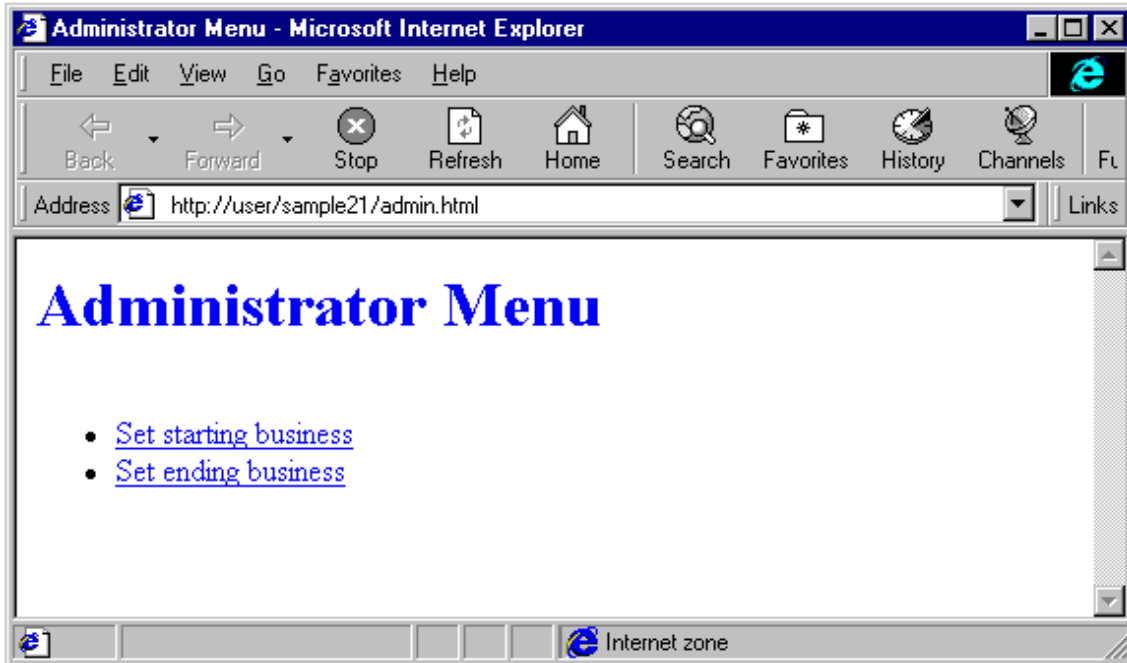 Administrator Menu - Microsoft Internet Explorer
File Edit View Go Favorites Help
Back Forward Stop Refresh Home Search Favorites History Channels Fu
Address http://user/sample21/admin.html Links
Administrator Menu
• Set starting business
• Set ending business
Internet zone